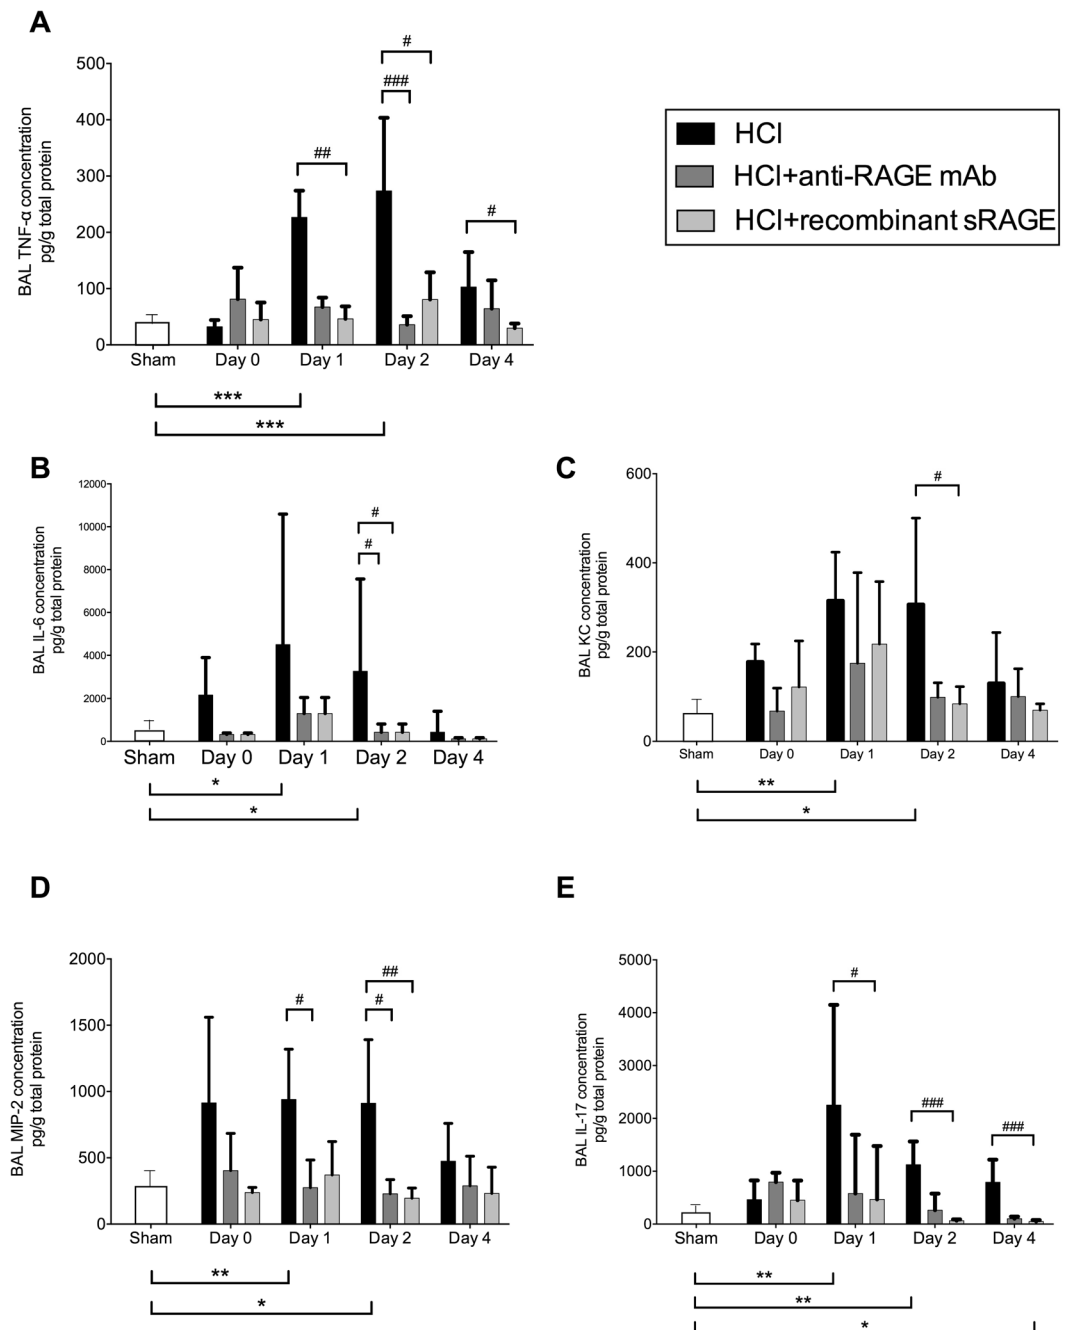 A
BAL TNF-α concentration
pg/g total protein
500
400
300
200
100
0
#
###
##
#
Sham Day 0 Day 1 Day 2 Day 4
***
***
HCl
HCl+anti-RAGE mAb
HCl+recombinant sRAGE
B
BAL IL-6 concentration
pg/g total protein
12000
10000
8000
6000
4000
2000
0
#
#
Sham Day 0 Day 1 Day 2 Day 4
*
*
C
BAL KC concentration
pg/g total protein
600
400
200
0
#
Sham Day 0 Day 1 Day 2 Day 4
**
*
D
BAL MIP-2 concentration
pg/g total protein
2000
1500
1000
500
0
##
# #
Sham Day 0 Day 1 Day 2 Day 4
**
*
E
BAL IL-17 concentration
pg/g total protein
5000
4000
3000
2000
1000
0
#
###
###
Sham Day 0 Day 1 Day 2 Day 4
**
**
*